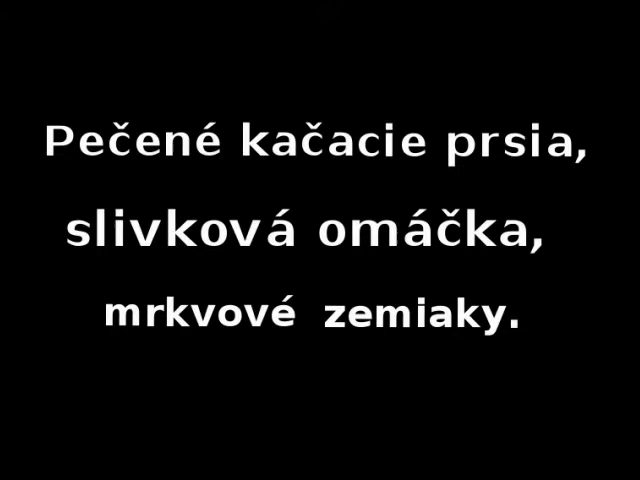 Pečené kačacie prsia,
slivková omáčka,
mrkvové zemiaky.